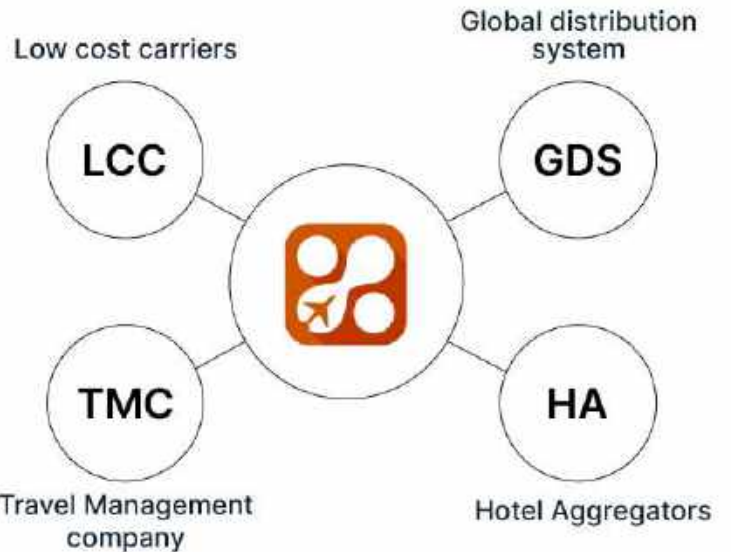 Low cost carriers
LCC
Global distribution
system
GDS
TMC
Travel Management
company
HA
Hotel Aggregators